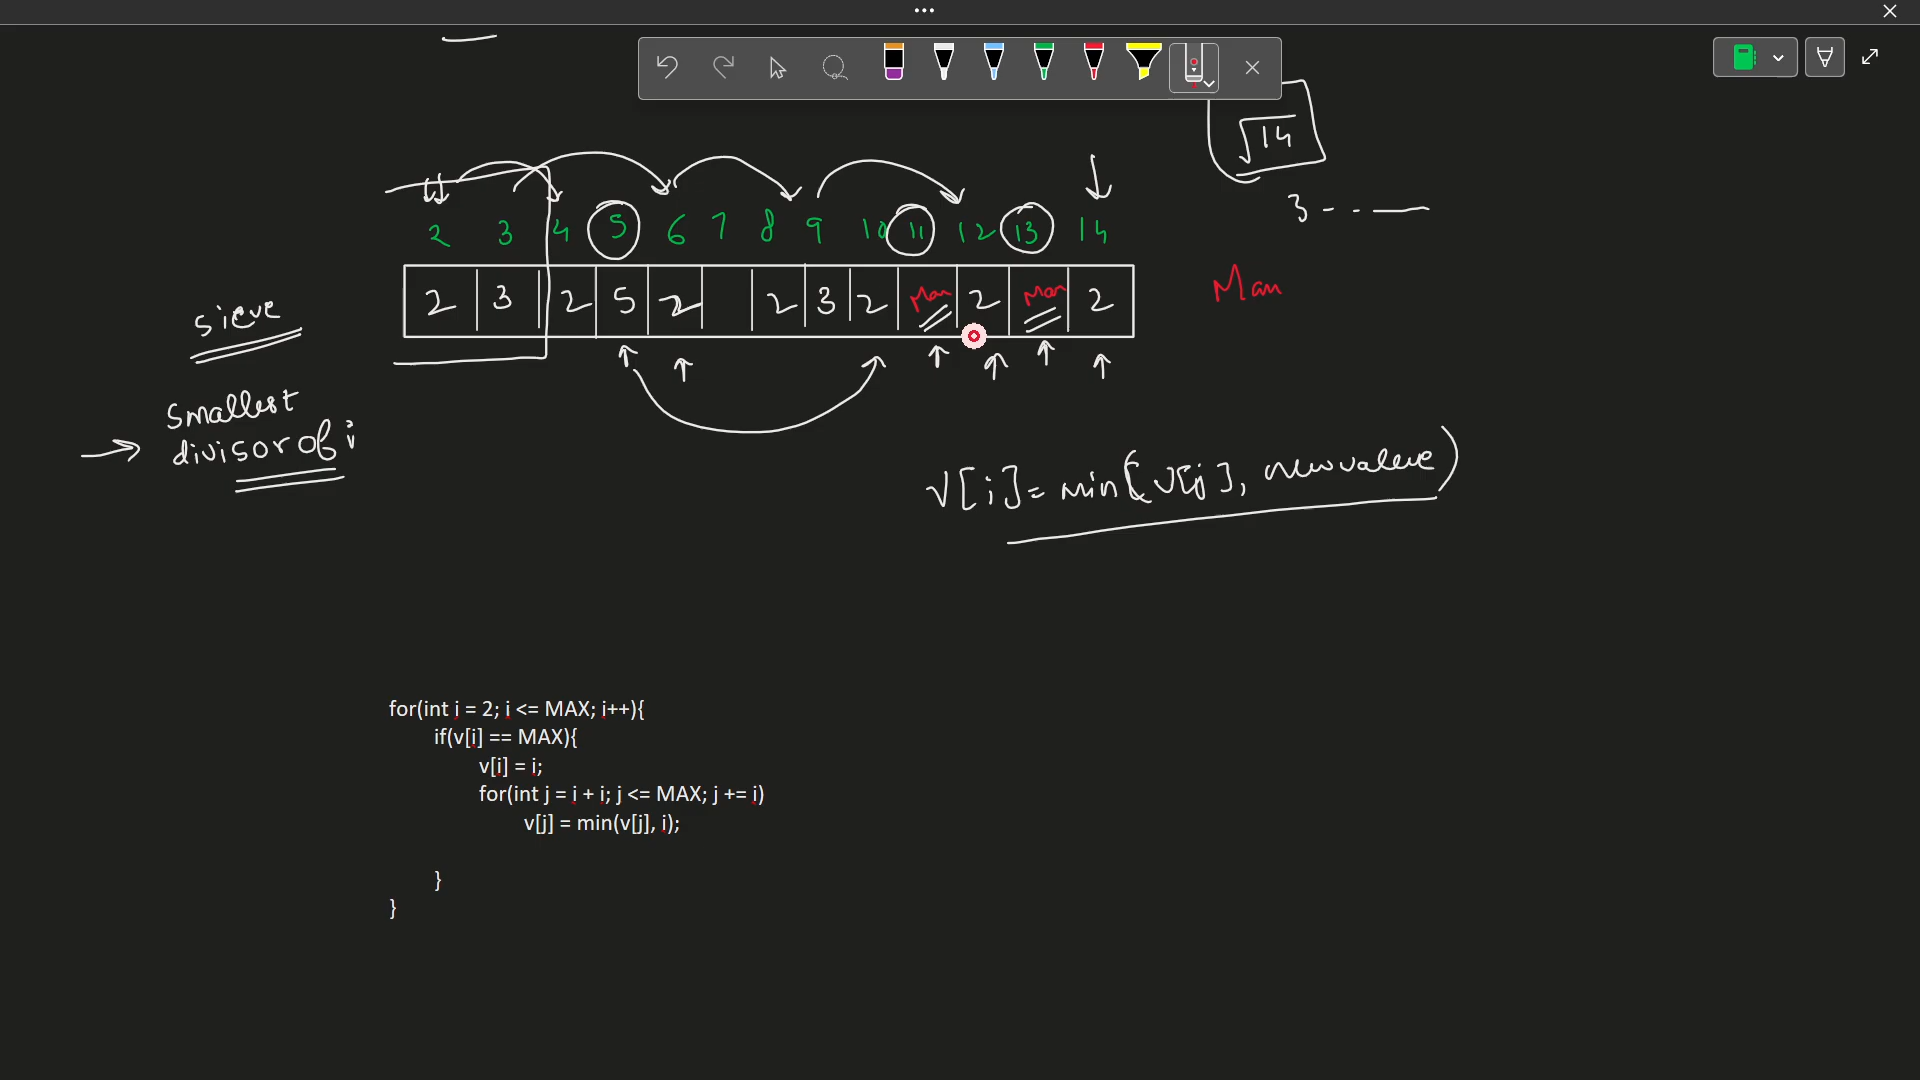 √14
3 - - —
2 3 4 5 6 7 8 9 10 11 12 13 14
2 3 2 5 2 2 3 2 Max 2 Max 2
Max
sieve
Smallest
divisor of i
V[i] = min(V[j], new value)
for(int i = 2; i <= MAX; i++){
if(v[i] == MAX){
v[i] = i;
for(int j = i + i; j <= MAX; j += i)
v[j] = min(v[j], i);
}
}